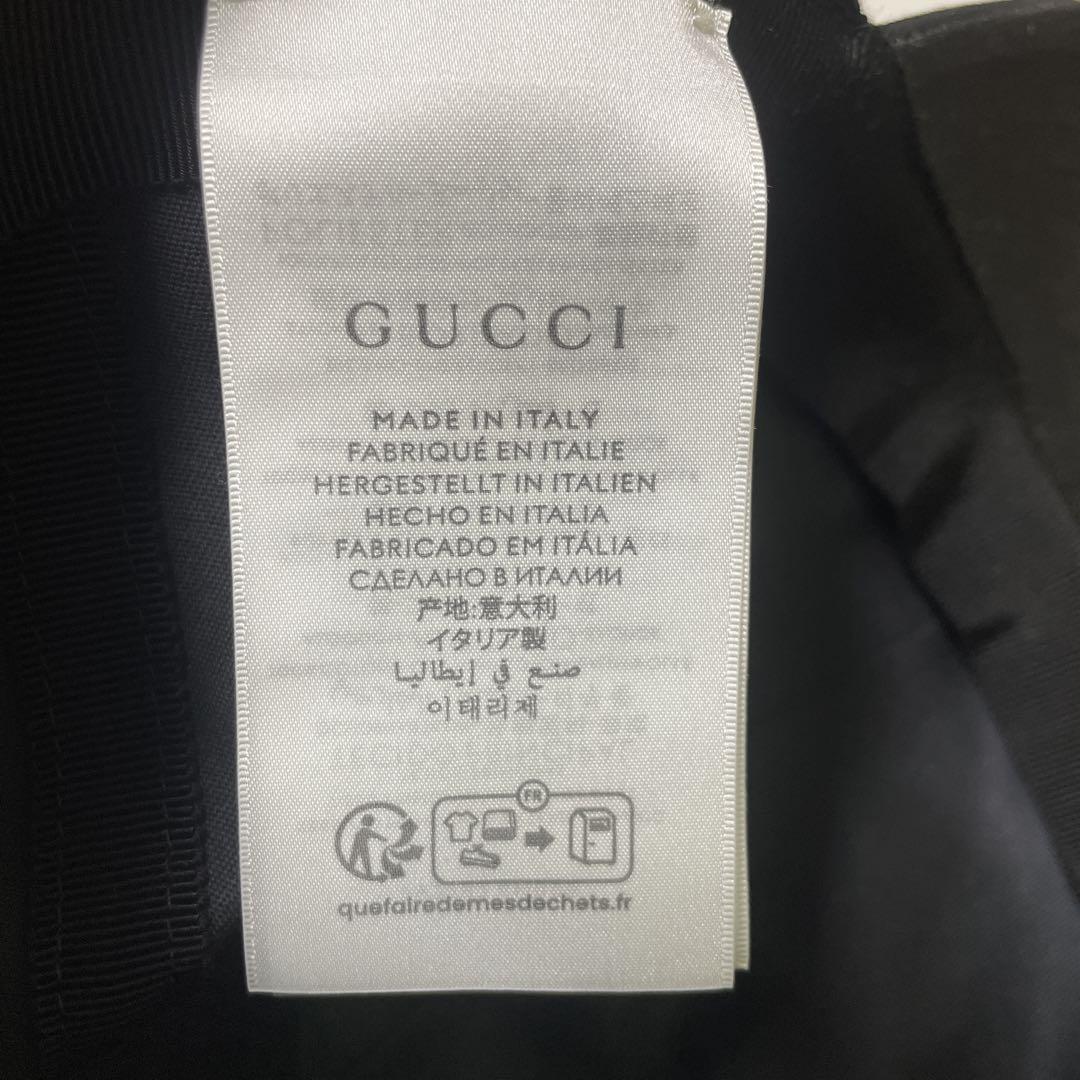 GUCCI
MADE IN ITALY
FABRIQUÉ EN ITALIE
HERGESTELLT IN ITALIEN
HECHO EN ITALIA
FABRICADO EM ITÁLIA
СДЕЛАНО В ИТАЛИИ
产地:意大利
イタリア製
صنع في إيطاليا
이태리제
FR
quefairedemesdechets.fr